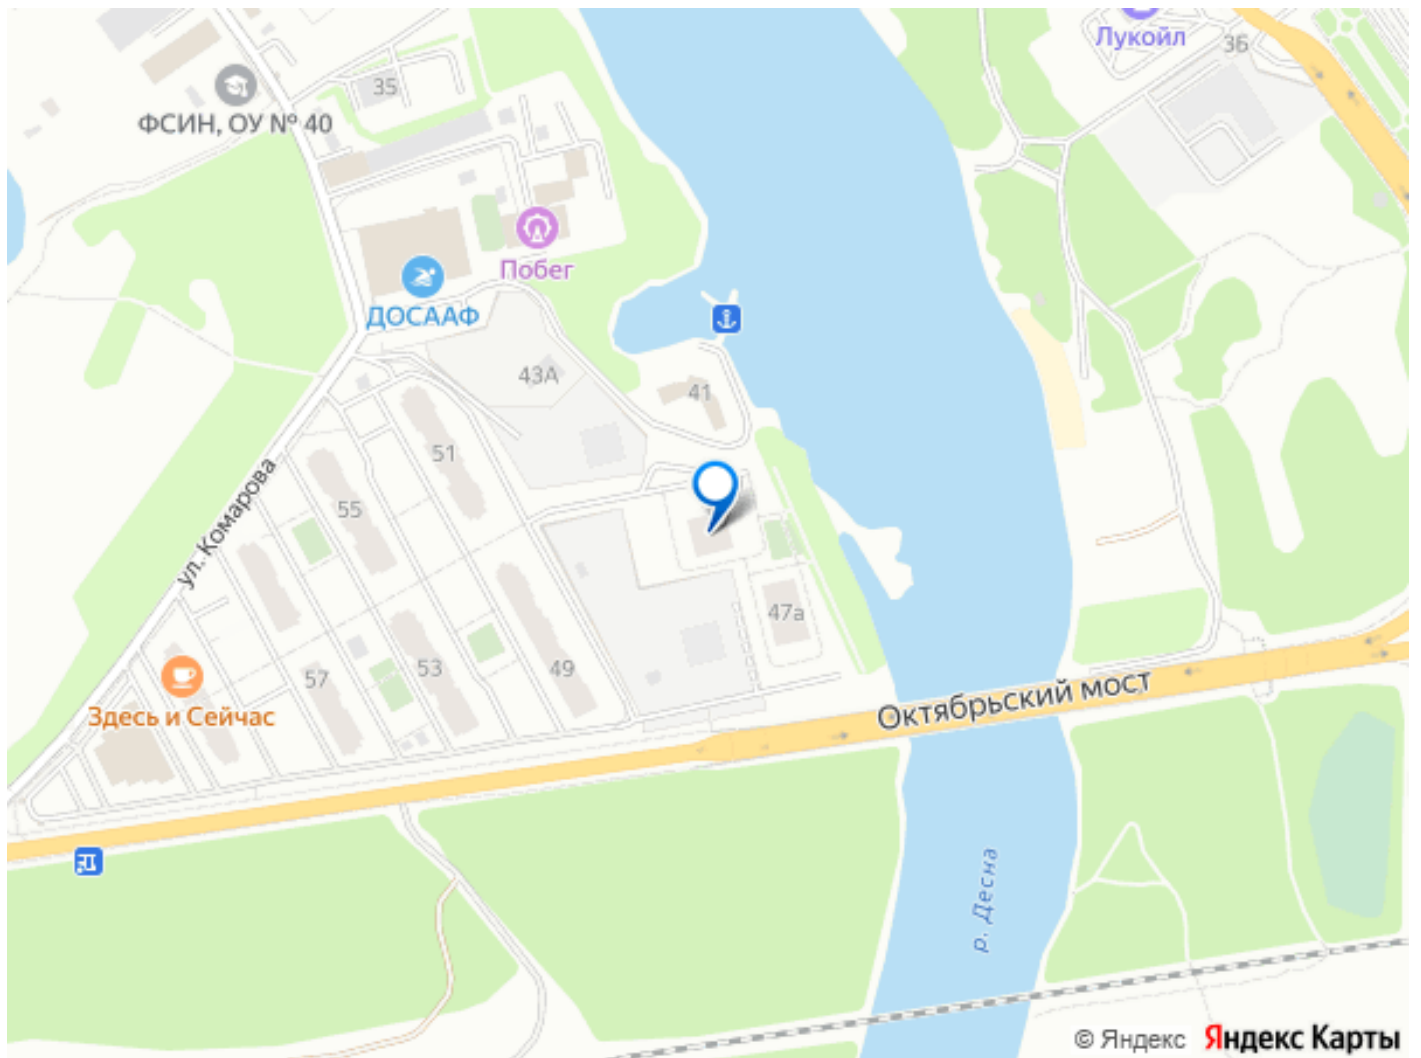 Лукойл
36
35
ФСИН, ОУ № 40
Побег
ДОСААФ
43А
41
51
55
ул. Комарова
47а
49
53
57
Здесь и Сейчас
Октябрьский мост
р. Десна
© Яндекс Яндекс Карты